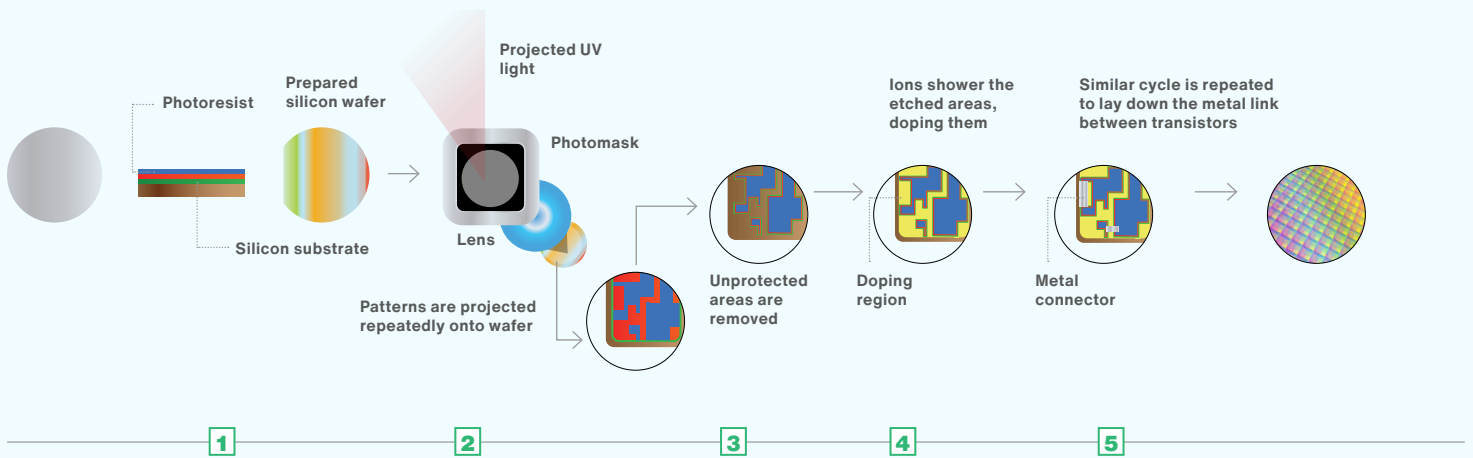 Photoresist
Silicon substrate
Prepared
silicon wafer
Projected UV
light
Photomask
Lens
Patterns are projected
repeatedly onto wafer
Unprotected
areas are
removed
Ions shower the
etched areas,
doping them
Doping
region
Similar cycle is repeated
to lay down the metal link
between transistors
Metal
connector
1
2
3
4
5